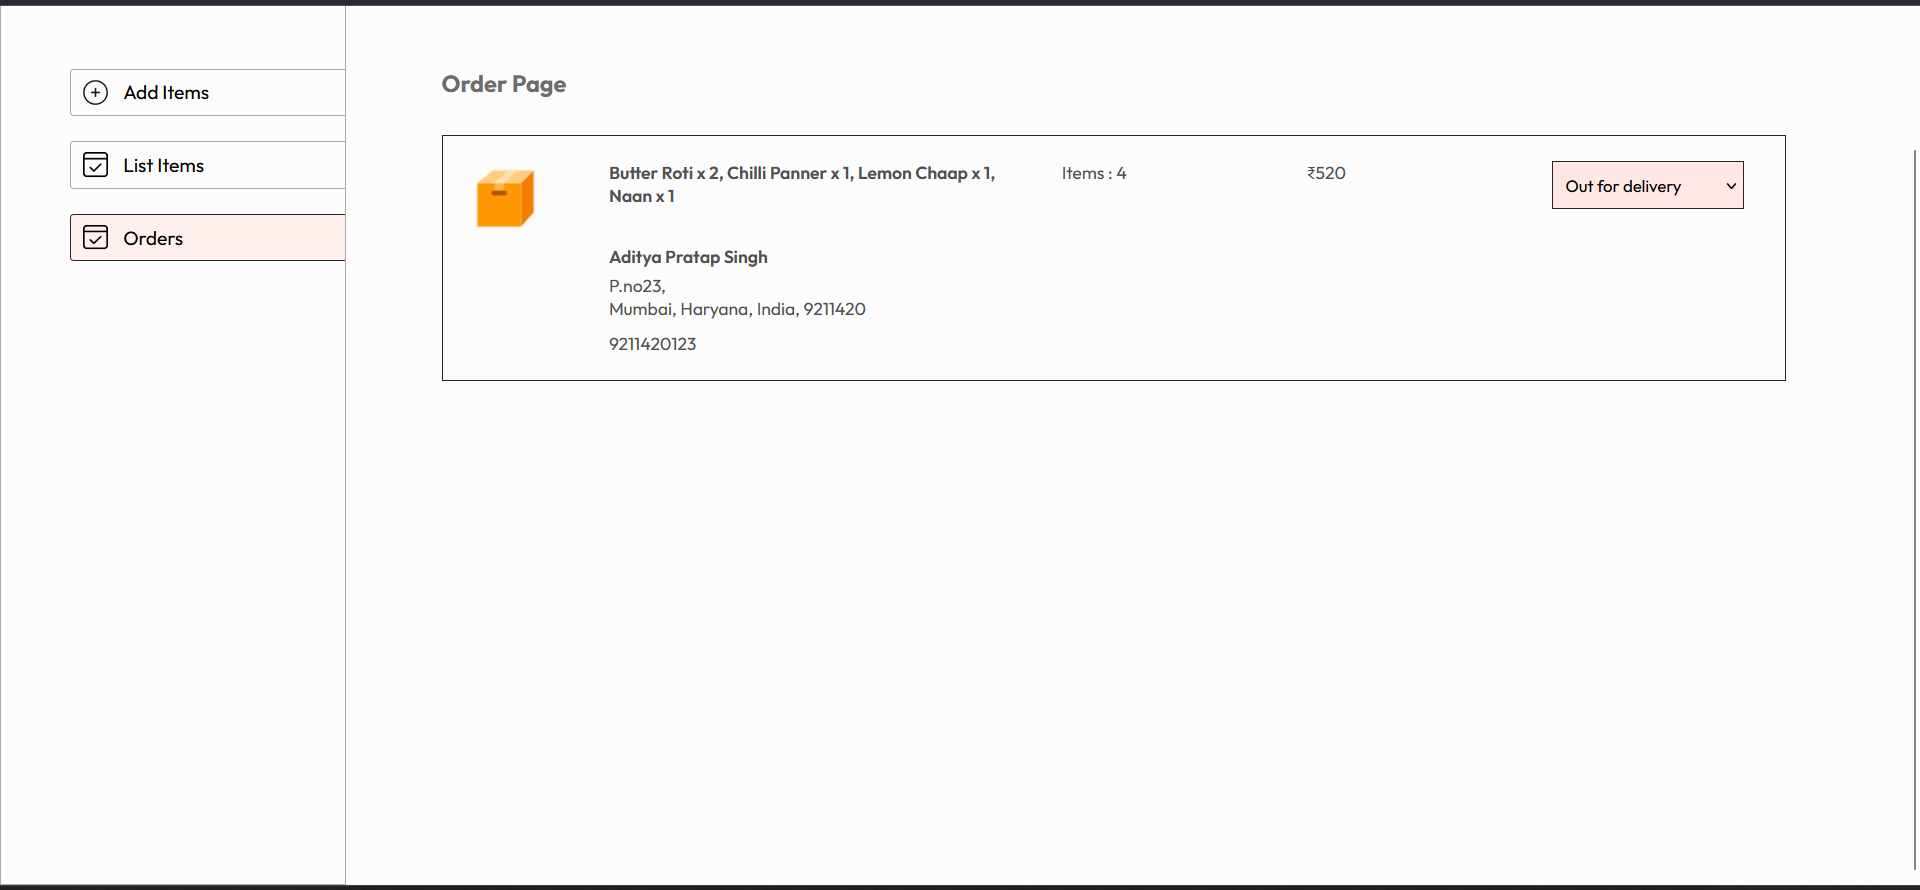 Add Items
List Items
Orders
Order Page
Butter Roti x 2, Chilli Panner x 1, Lemon Chaap x 1,
Naan x 1
Items : 4
₹520
Out for delivery
Aditya Pratap Singh
P.no23,
Mumbai, Haryana, India, 9211420
9211420123